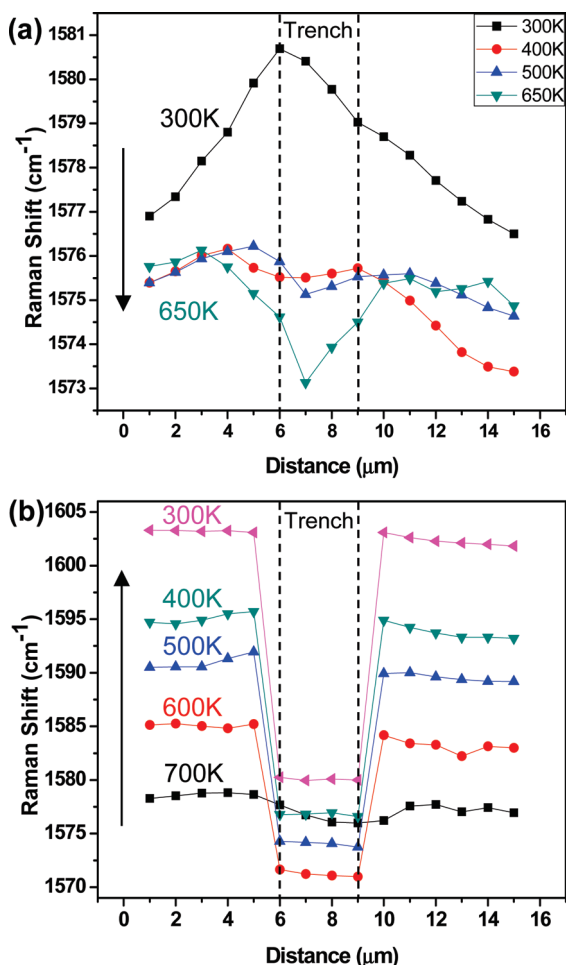 (a)
Trench
300K
400K
500K
650K
1581
1580
1579
1578
1577
1576
1575
1574
1573
300K
650K
Raman Shift (cm-1)
0 2 4 6 8 10 12 14 16
Distance (μm)
(b)
Trench
1605
1600
1595
1590
1585
1580
1575
1570
300K
400K
500K
600K
700K
Raman Shift (cm-1)
0 2 4 6 8 10 12 14 16
Distance (μm)